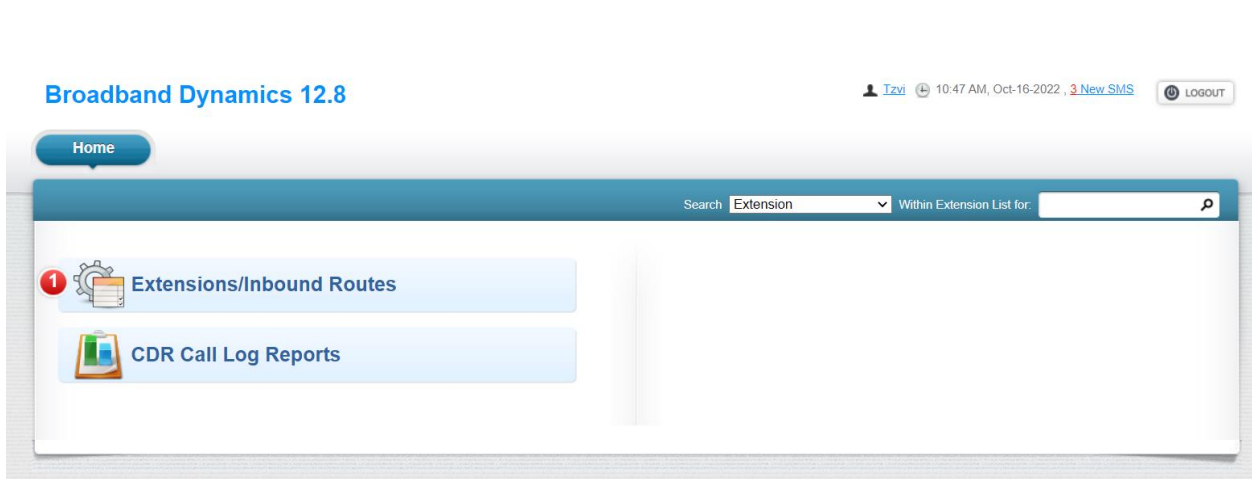 Broadband Dynamics 12.8
Tzvi 10:47 AM, Oct-16-2022 , 3 New SMS
LOGOUT
Home
Search Extension Within Extension List for:
1 Extensions/Inbound Routes
CDR Call Log Reports